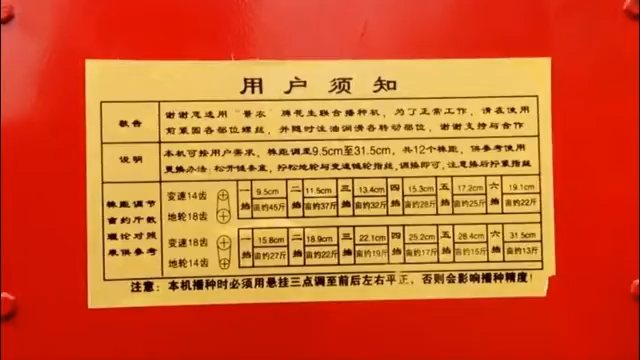 用户须知
敬告
谢谢您选用“景农”牌花生联合播种机，为了正常工作，请在使用
前紧固各部位螺丝，并随时注油润滑各转动部位，谢谢支持与合作
说明
本机可按用户需求，株距调至9.5cm至31.5cm，共12个株距，供参考使用
更换办法：松开链条盒，拧松地轮与变速链轮顶丝，调换即可，注意换后拧紧顶丝
株距调节
亩约斤数
理论对照
表供参考
变速14齿
地轮18齿
一挡 9.5cm 亩约45斤 二挡 11.5cm 亩约37斤 三挡 13.4cm 亩约32斤 四挡 15.3cm 亩约28斤 五挡 17.2cm 亩约25斤 六挡 19.1cm 亩约22斤
变速18齿
地轮14齿
一挡 15.8cm 亩约27斤 二挡 18.9cm 亩约22斤 三挡 22.1cm 亩约19斤 四挡 25.2cm 亩约17斤 五挡 28.4cm 亩约15斤 六挡 31.5cm 亩约13斤
注意：本机播种时必须用悬挂三点调至前后左右平正，否则会影响播种精度！